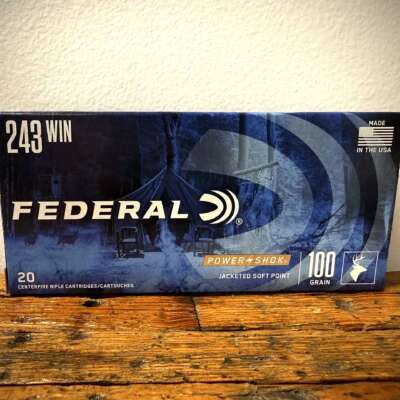 243 WIN
MADE
IN THE USA
FEDERAL®
POWER SHOK®
JACKETED SOFT POINT
100
GRAIN
20
CENTERFIRE RIFLE CARTRIDGES/CARTOUCHES